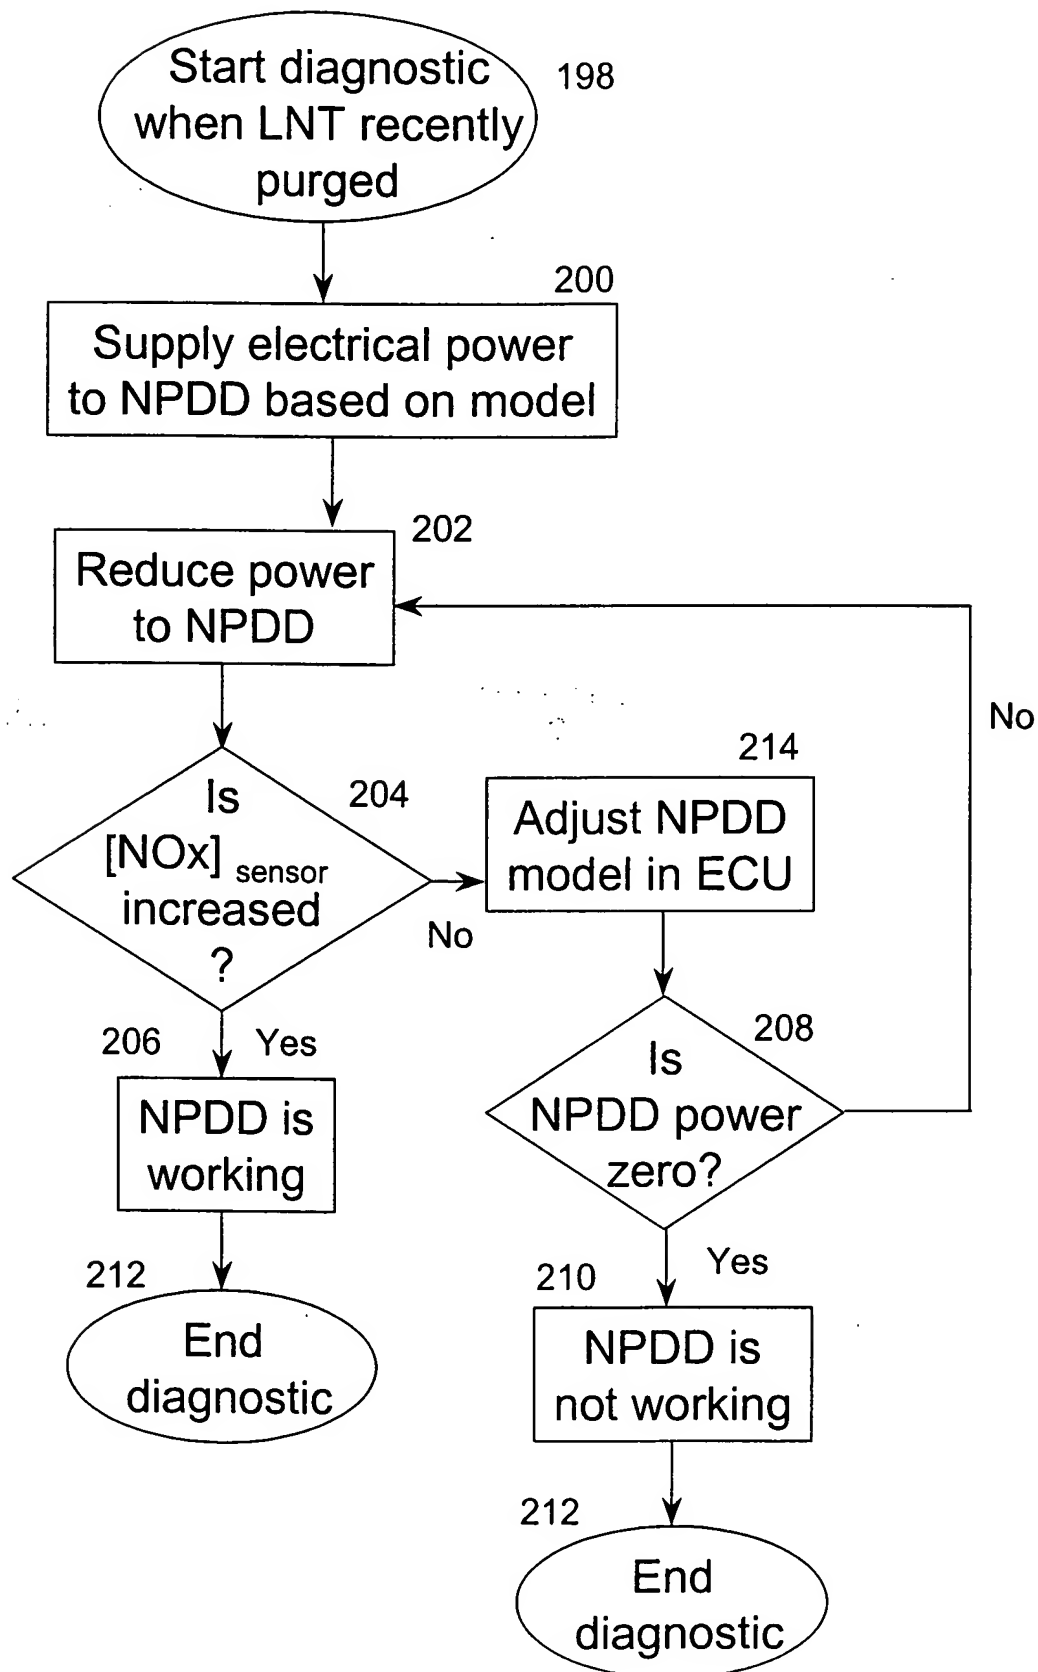 Start diagnostic
when LNT recently
purged
198
200
Supply electrical power
to NPDD based on model
202
Reduce power
to NPDD
No
204
Is
[NOx] sensor
increased
?
No
214
Adjust NPDD
model in ECU
206
Yes
NPDD is
working
208
Is
NPDD power
zero?
212
End
diagnostic
Yes
210
NPDD is
not working
212
End
diagnostic